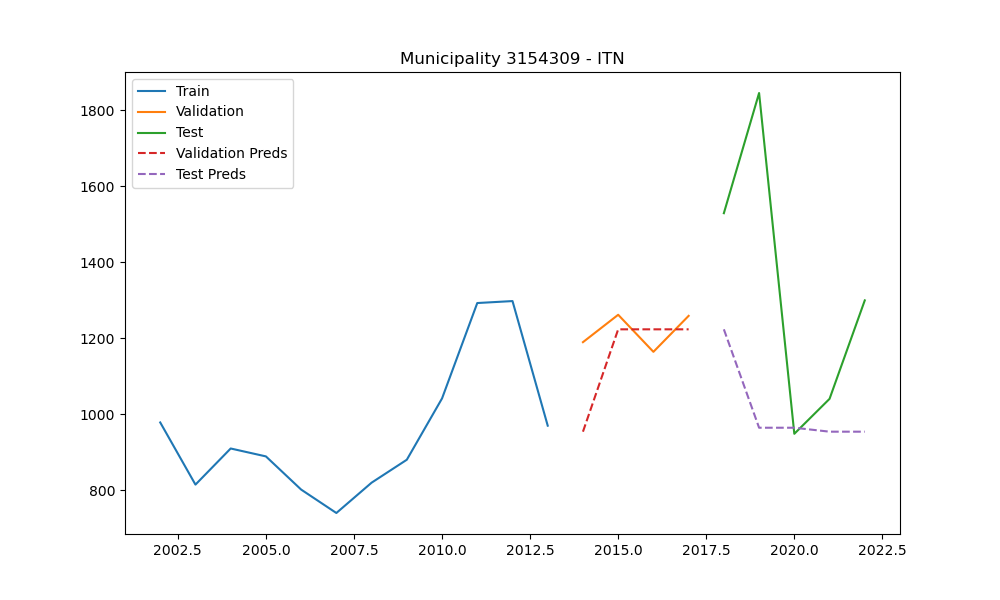 Municipality 3154309 - ITN
Train
Validation
Test
Validation Preds
Test Preds
1800
1600
1400
1200
1000
800
2002.5 2005.0 2007.5 2010.0 2012.5 2015.0 2017.5 2020.0 2022.5